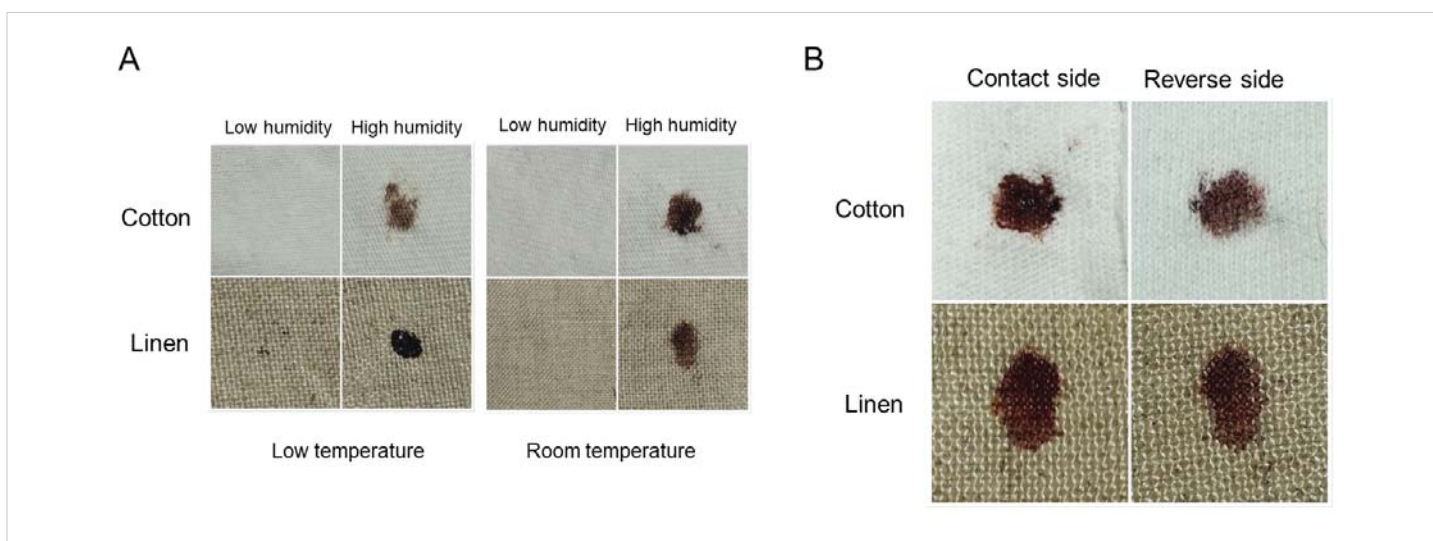 A
Low humidity High humidity Low humidity High humidity
Cotton
Linen
Low temperature Room temperature
B
Contact side Reverse side
Cotton
Linen